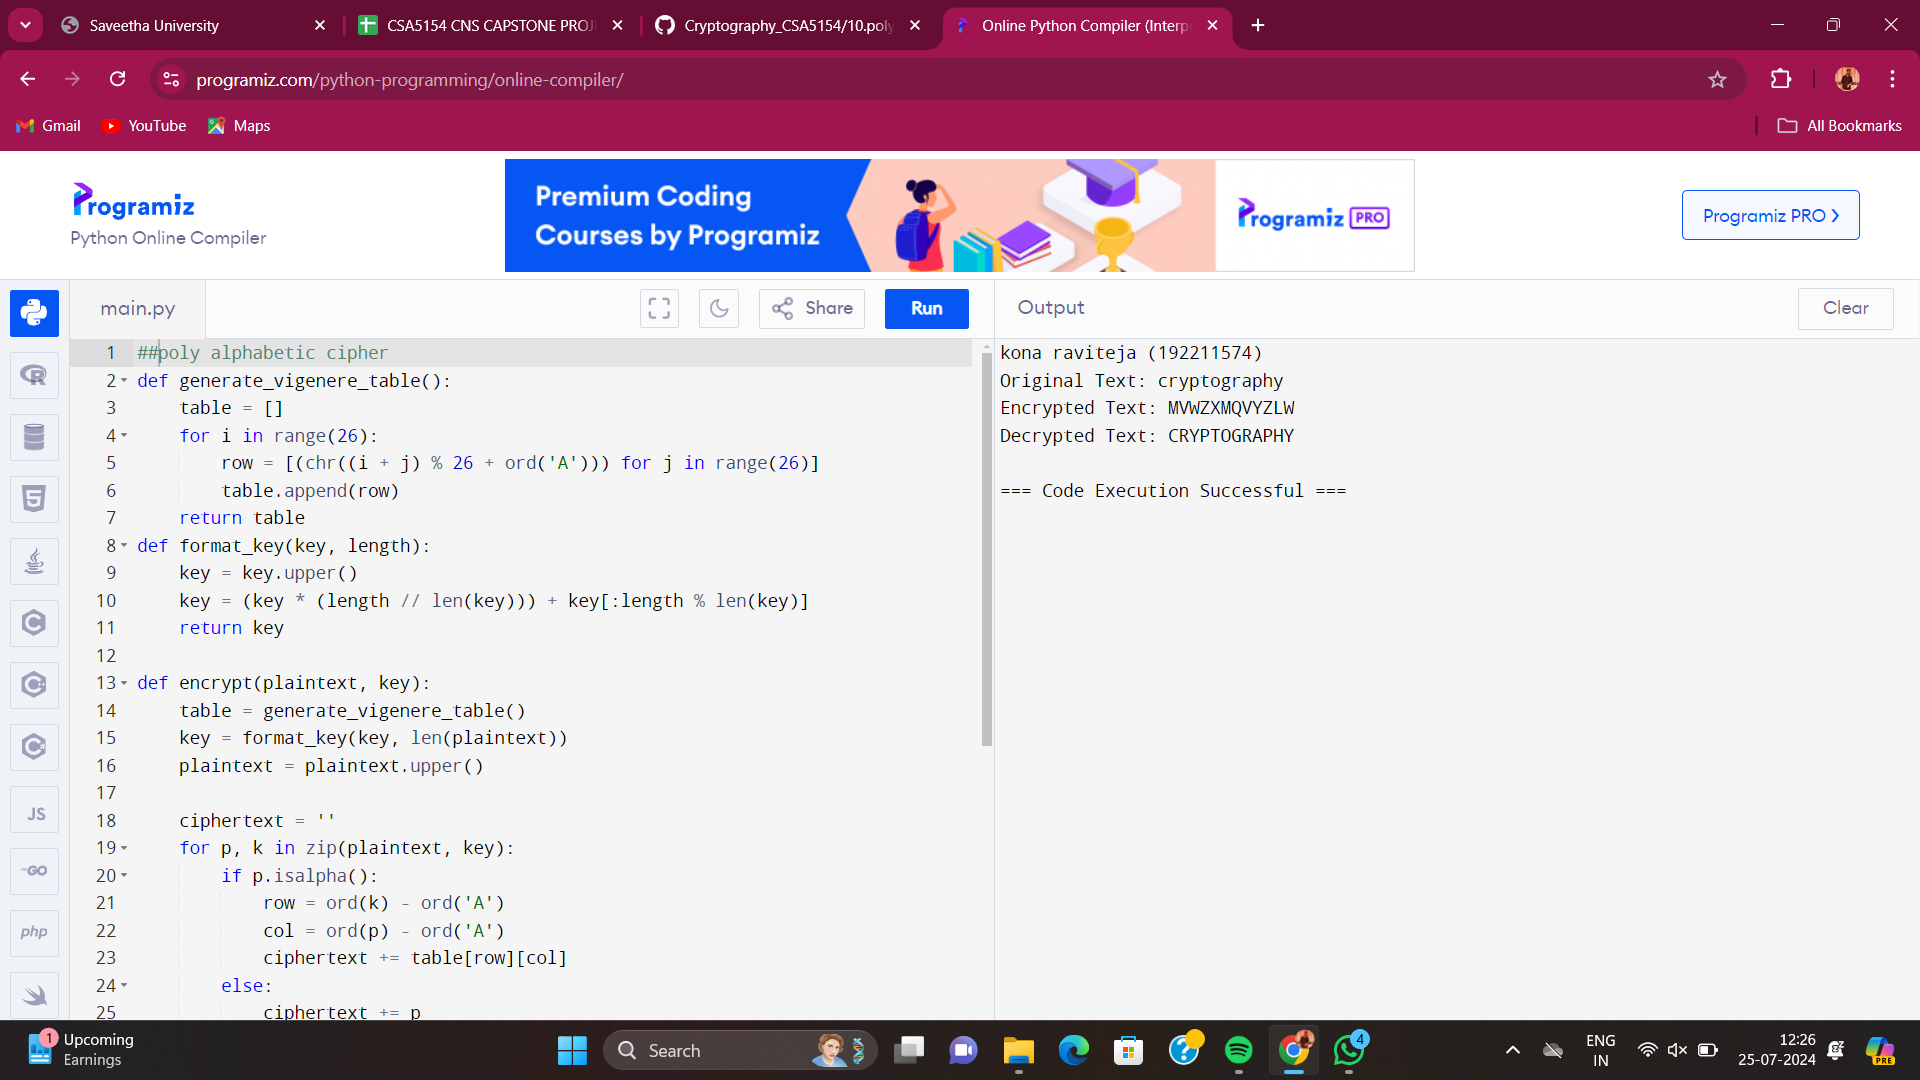 Saveetha University
CSA5154 CNS CAPSTONE PROJ
Cryptography_CSA5154/10.poly
Online Python Compiler (Interp
programiz.com/python-programming/online-compiler/
Gmail
YouTube
Maps
All Bookmarks
Programiz
Python Online Compiler
Premium Coding
Courses by Programiz
Programiz PRO
Programiz PRO
main.py
Share
Run
Output
Clear
1 ##poly alphabetic cipher
2 def generate_vigenere_table():
3     table = []
4     for i in range(26):
5         row = [(chr((i + j) % 26 + ord('A'))) for j in range(26)]
6         table.append(row)
7     return table
8 def format_key(key, length):
9     key = key.upper()
10     key = (key * (length // len(key))) + key[:length % len(key)]
11     return key
12
13 def encrypt(plaintext, key):
14     table = generate_vigenere_table()
15     key = format_key(key, len(plaintext))
16     plaintext = plaintext.upper()
17
18     ciphertext = ''
19     for p, k in zip(plaintext, key):
20         if p.isalpha():
21             row = ord(k) - ord('A')
22             col = ord(p) - ord('A')
23             ciphertext += table[row][col]
24         else:
25             ciphertext += p
kona raviteja (192211574)
Original Text: cryptography
Encrypted Text: MVWZXMQVYZLW
Decrypted Text: CRYPTOGRAPHY
=== Code Execution Successful ===
JS
GO
php
1
Upcoming
Earnings
Search
4
ENG
IN
12:26
25-07-2024
PRE